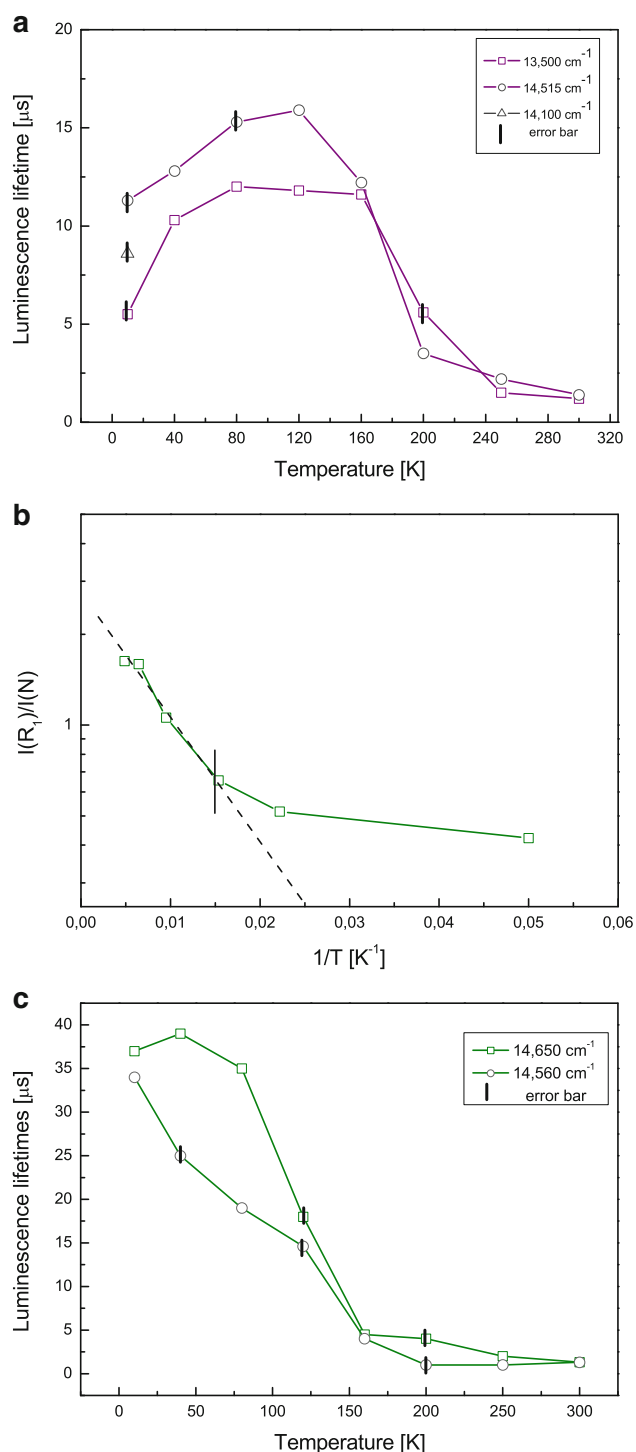 a
20
15
10
5
0
Luminescence lifetime [μs]
13,500 cm⁻¹
14,515 cm⁻¹
14,100 cm⁻¹
error bar
0 40 80 120 160 200 240 280 320
Temperature [K]
b
I(R₁)/I(N)
1
0,00 0,01 0,02 0,03 0,04 0,05 0,06
1/T [K⁻¹]
c
40
35
30
25
20
15
10
5
0
Luminescence lifetimes [μs]
14,650 cm⁻¹
14,560 cm⁻¹
error bar
0 50 100 150 200 250 300
Temperature [K]